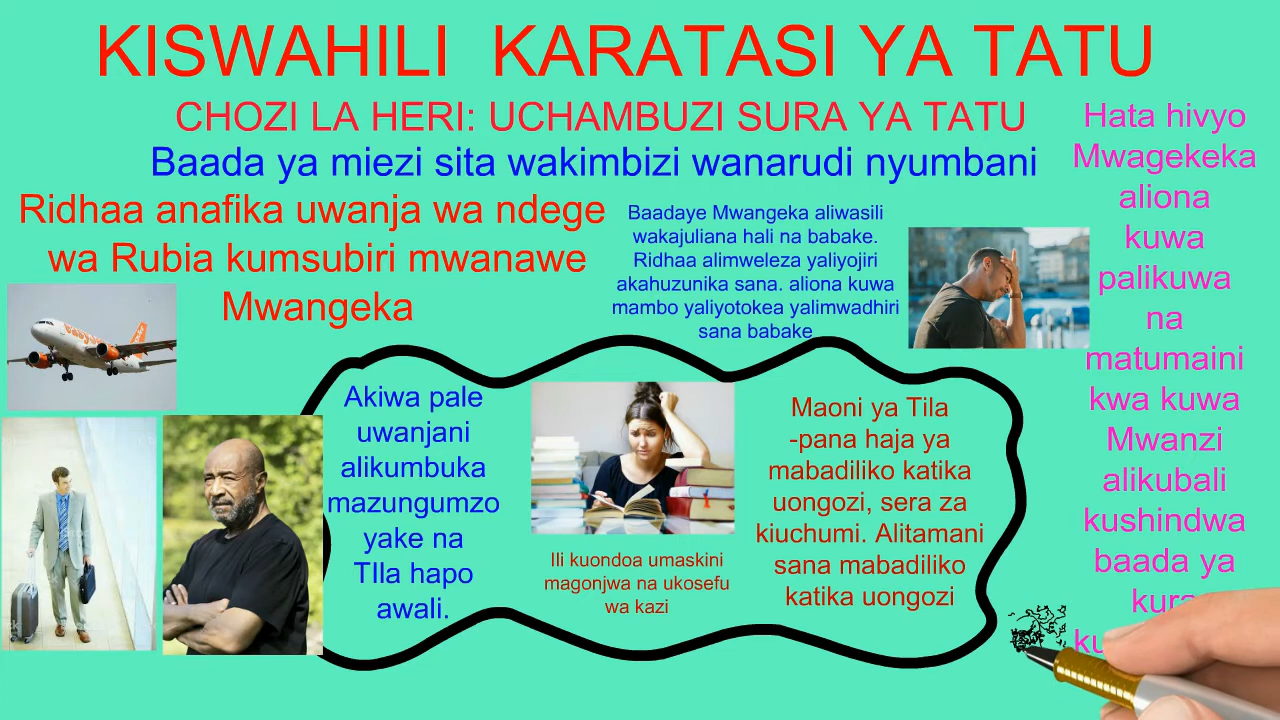 KISWAHILI KARATASI YA TATU
CHOZI LA HERI: UCHAMBUZI SURA YA TATU
Baada ya miezi sita wakimbizi wanarudi nyumbani
Ridhaa anafika uwanja wa ndege
wa Rubia kumsubiri mwanawe
Mwangeka
Baadaye Mwangeka aliwasili
wakajuliana hali na babake.
Ridhaa alimweleza yaliyojiri
akahuzunika sana. aliona kuwa
mambo yaliyotokea yalimwadhiri
sana babake
Akiwa pale
uwanjani
alikumbuka
mazungumzo
yake na
TIla hapo
awali.
Ili kuondoa umaskini
magonjwa na ukosefu
wa kazi
Maoni ya Tila
-pana haja ya
mabadiliko katika
uongozi, sera za
kiuchumi. Alitamani
sana mabadiliko
katika uongozi
Hata hivyo
Mwagekeka
aliona
kuwa
palikuwa
na
matumaini
kwa kuwa
Mwanzi
alikubali
kushindwa
baada ya